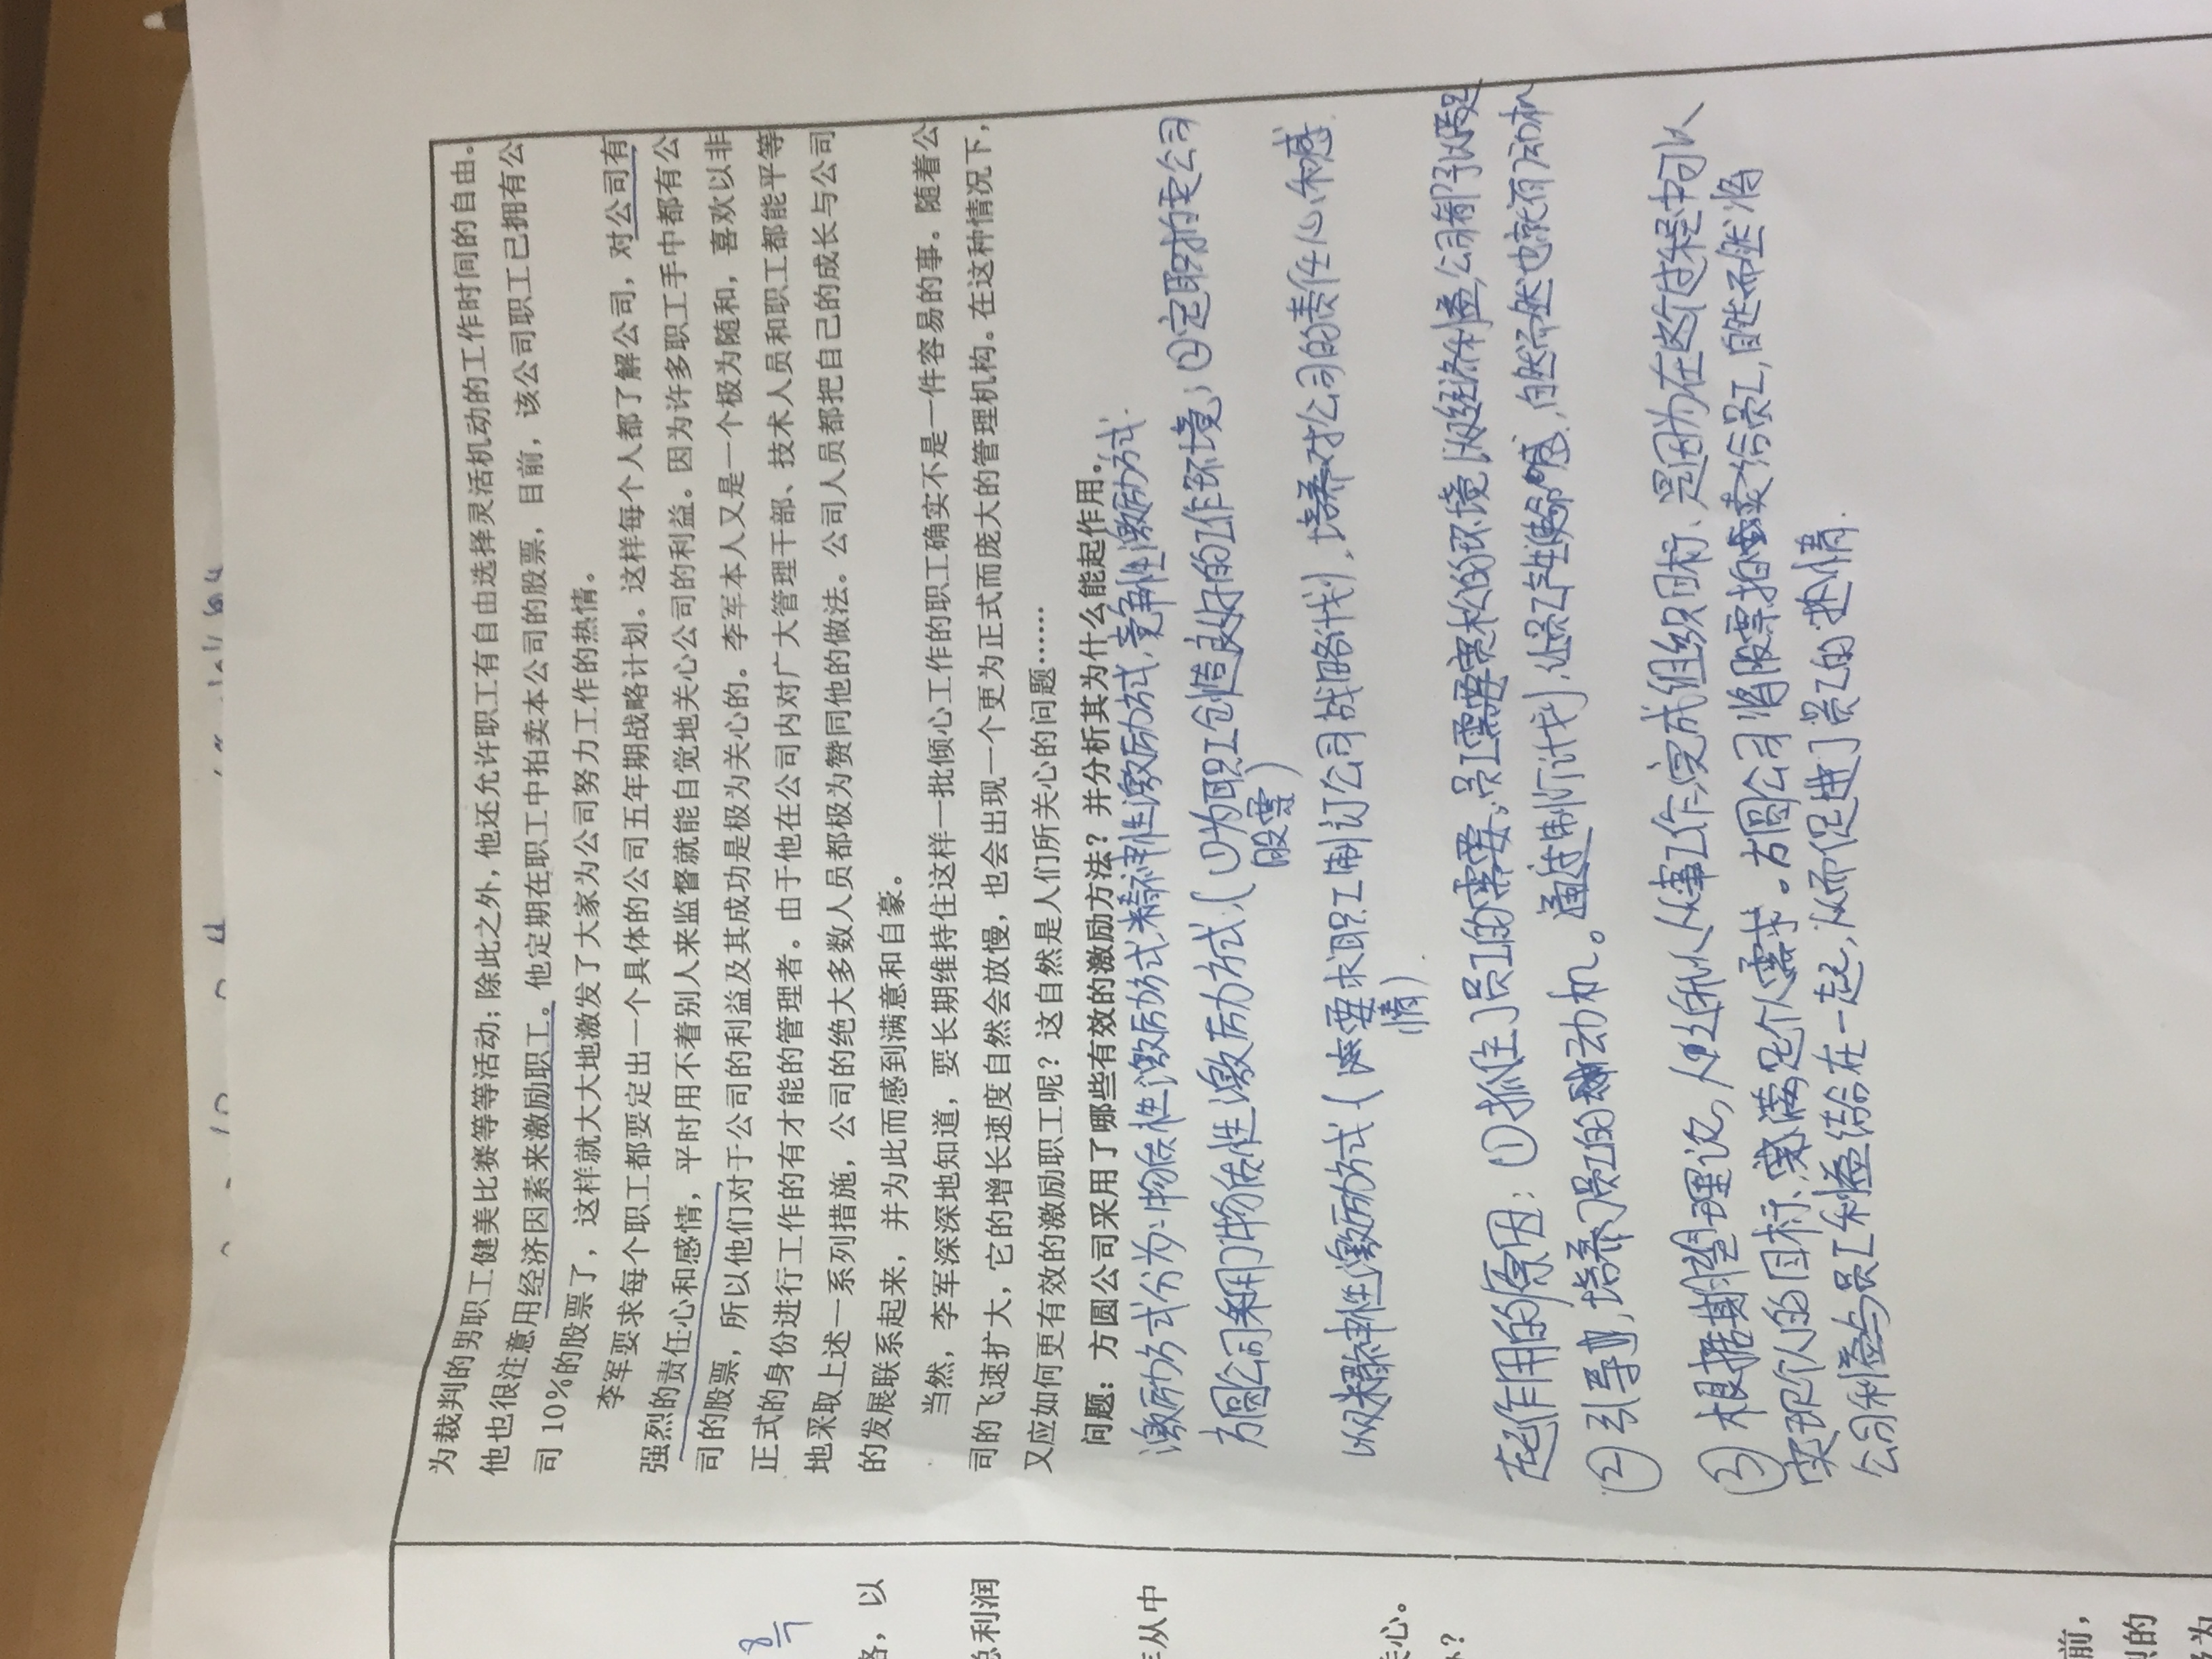 为裁判的男职工健美比赛等等活动；除此之外，他还允许职工有自由选择灵活机动的工作时间的自由。
他也很注意用经济因素来激励职工。他定期在职工中拍卖本公司的股票，目前，该公司职工已拥有公
司10%的股票了，这样就大大地激发了大家为公司努力工作的热情。
李军要求每个职工都要定出一个具体的公司五年期战略计划。这样每个人都了解公司，对公司有
强烈的责任心和感情，平时用不着别人来监督就能自觉地关心公司的利益。因为许多职工手中都有公
司的股票，所以他们对于公司的利益及其成功是极为关心的。李军本人又是一个极为随和，喜欢以非
正式的身份进行工作的有才能的管理者。由于他在公司内对广大管理干部、技术人员和职工都能平等
地采取上述一系列措施，公司的绝大多数人员都极为赞同他的做法。公司人员都把自己的成长与公司
的发展联系起来，并为此而感到满意和自豪。
当然，李军深深地知道，要长期维持住这样一批倾心工作的职工确实不是一件容易的事。随着公
司的飞速扩大，它的增长速度自然会放慢，也会出现一个更为正式而庞大的管理机构。在这种情况下，
又应如何更有效的激励职工呢？这自然是人们所关心的问题……
问题：方圆公司采用了哪些有效的激励方法？并分析其为什么能起作用。
激励方式分为：物质性激励方式，精神性激励方式，竞争性激励方式．
方圆公司采用了物质性激励方式，（①为职工创造良好的工作环境；②定职拍卖公司
股票）
以及精神性激励方式（要求职工制订公司战略计划，培养对公司的责任心和感
情）．
起作用的原因：①抓住了员工的需要。员工需要宽松的环境以及经济利益，公司都予以满足
②引导，培养了员工的动机。通过制订计划，让员工产生使命感，自然而然也就有了动机
③根据期望理论，人之所以从事工作，完成组织目标、是因为在这个过程中可以
实现个人的目标，满足个人需求。方圆公司将股票拍卖给员工，自然而然将
公司利益与员工利益结合在一起，从而促进了员工的热情．
8
7
，以
利润
从中
心。
？
前，
的
为